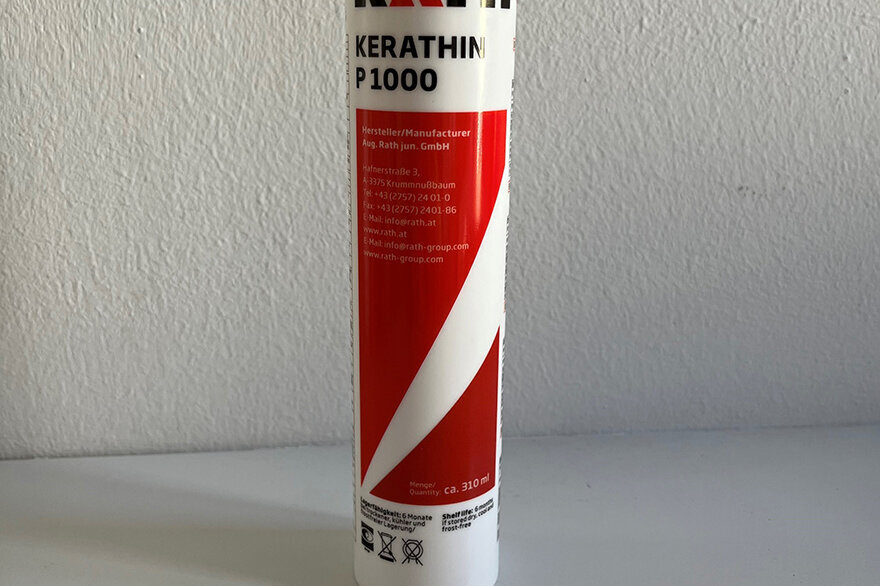 KERATHIN
P 1000
Hersteller/Manufacturer
Aug. Rath jun. GmbH
Hafnerstraße 3,
A-3375 Krummnußbaum
Tel: +43 (2757) 24 01-0
Fax: +43 (2757) 2401-86
E-Mail: info@rath.at
www.rath.at
E-Mail: info@rath-group.com
www.rath-group.com
Menge/
Quantity: ca. 310 ml
Lagerfähigkeit: 6 Monate
trockener, kühler und
frostfreier Lagerung/
Shelf life: 6 months
if stored dry, cool and
frost-free